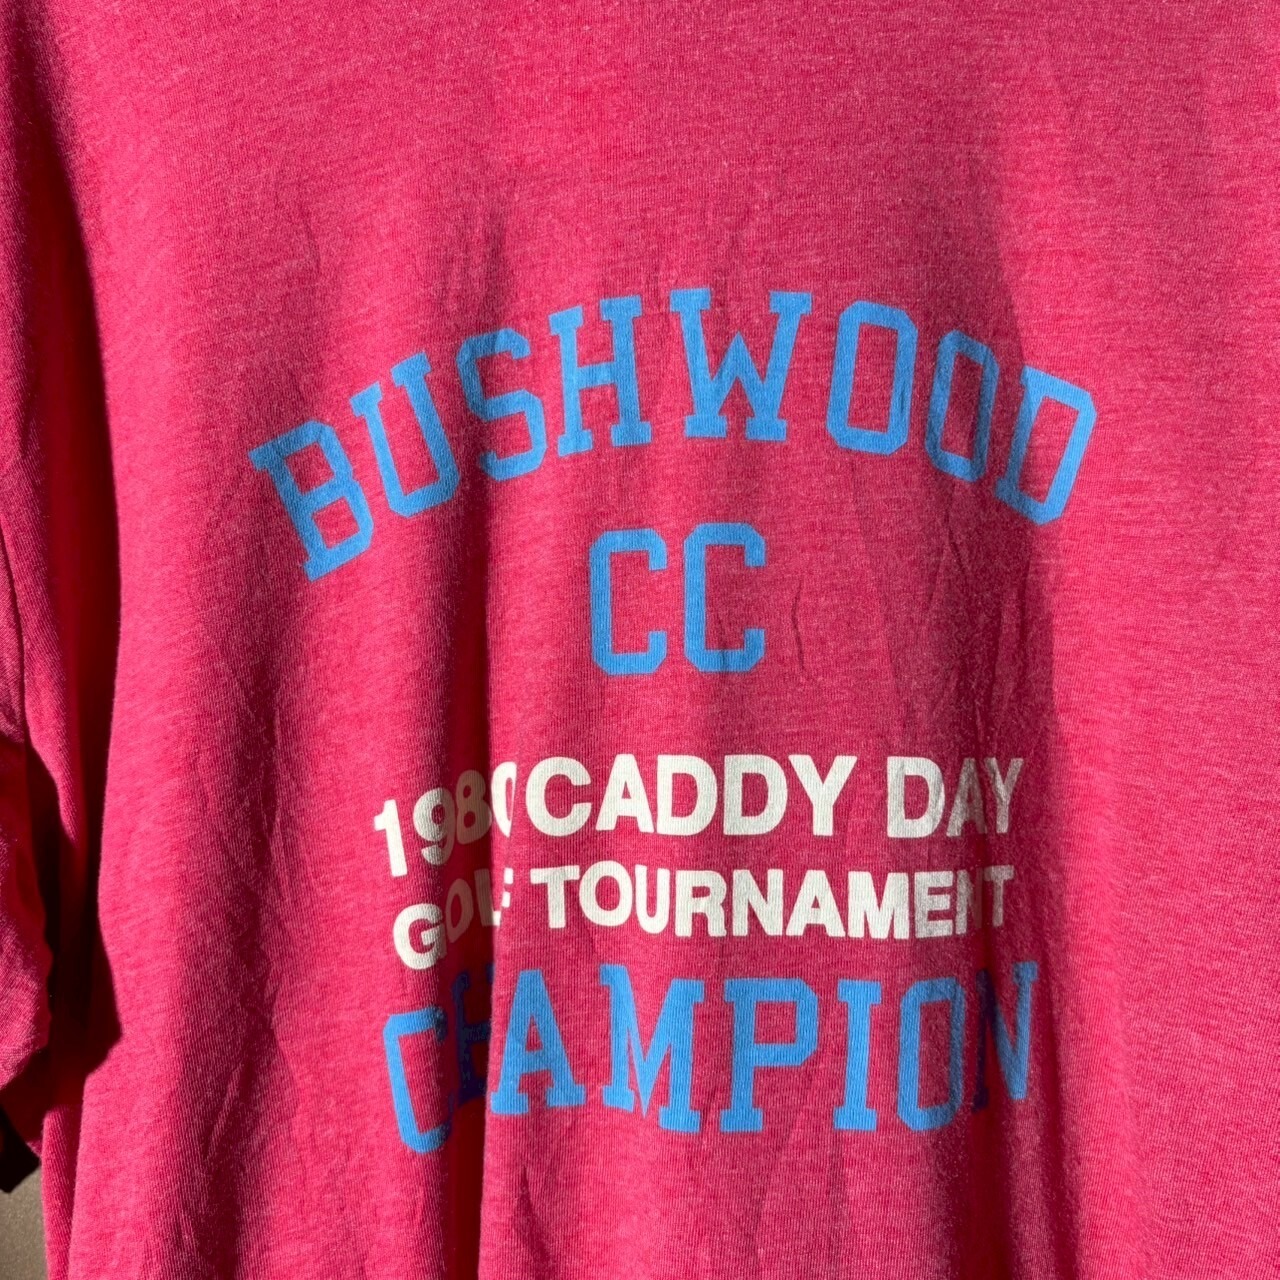 BUSHWOOD
CC
1980 CADDY DAY
GOLF TOURNAMENT
CHAMPION